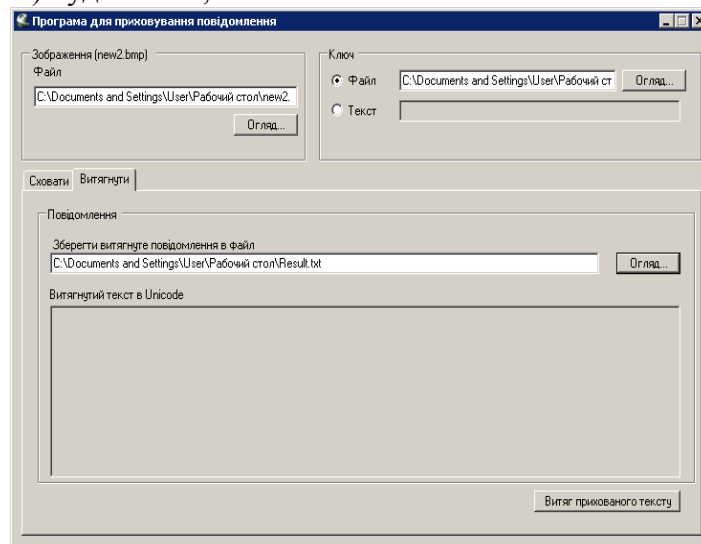 Програма для приховування повідомлення
Зображення (new2.bmp)
Файл
C:\Documents and Settings\User\Рабочий стол\new2.
Огляд...
Ключ
Файл
C:\Documents and Settings\User\Рабочий ст
Огляд...
Текст
Сховати
Витягнути
Повідомлення
Зберегти витягнуте повідомлення в файл
C:\Documents and Settings\User\Рабочий стол\Result.txt
Огляд...
Витягнутий текст в Unicode
Витяг прихованого тексту